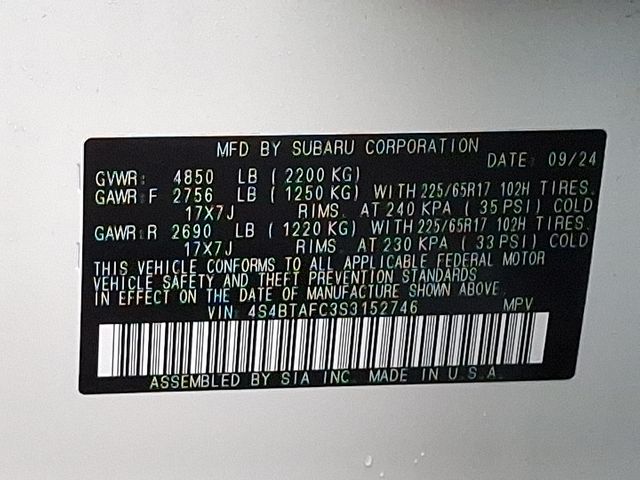 MFD BY SUBARU CORPORATION
DATE: 09/24
GVWR: 4850 LB (2200 KG)
GAWR:F 2756 LB (1250 KG) WITH 225/65R17 102H TIRES.
17X7J RIMS. AT 240 KPA (35 PSI) COLD
GAWR:R 2690 LB (1220 KG) WITH 225/65R17 102H TIRES.
17X7J RIMS. AT 230 KPA (33 PSI) COLD
THIS VEHICLE CONFORMS TO ALL APPLICABLE FEDERAL MOTOR
VEHICLE SAFETY AND THEFT PREVENTION STANDARDS
IN EFFECT ON THE DATE OF MANUFACTURE SHOWN ABOVE.
VIN: 4S4BTAFC3S3152746 MPV
ASSEMBLED BY SIA INC. MADE IN U.S.A.